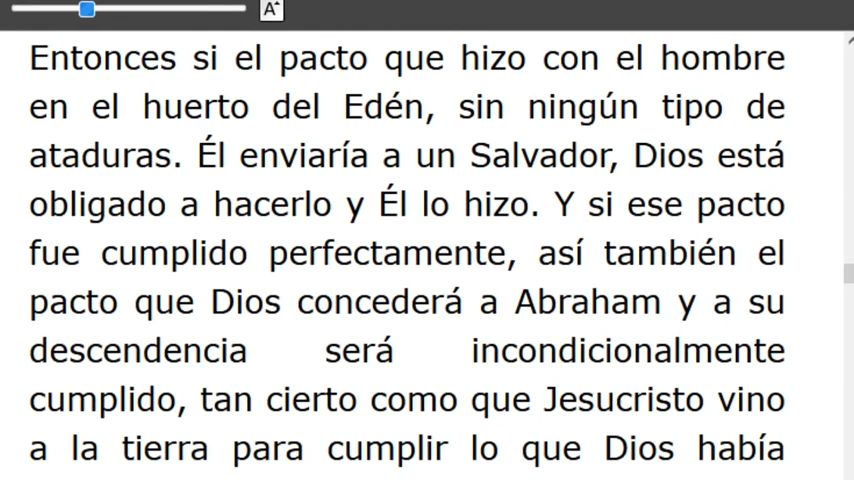 A
Entonces si el pacto que hizo con el hombre
en el huerto del Edén, sin ningún tipo de
ataduras. Él enviaría a un Salvador, Dios está
obligado a hacerlo y Él lo hizo. Y si ese pacto
fue cumplido perfectamente, así también el
pacto que Dios concederá a Abraham y a su
descendencia será incondicionalmente
cumplido, tan cierto como que Jesucristo vino
a la tierra para cumplir lo que Dios había